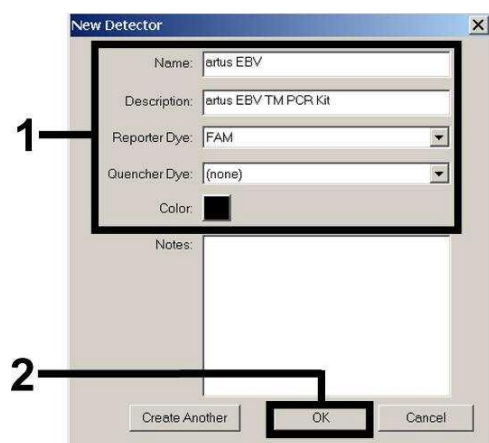 New Detector
1
Name: artus EBV
Description: artus EBV TM PCR Kit
Reporter Dye: FAM
Quencher Dye: (none)
Color:
Notes:
2
Create Another OK Cancel